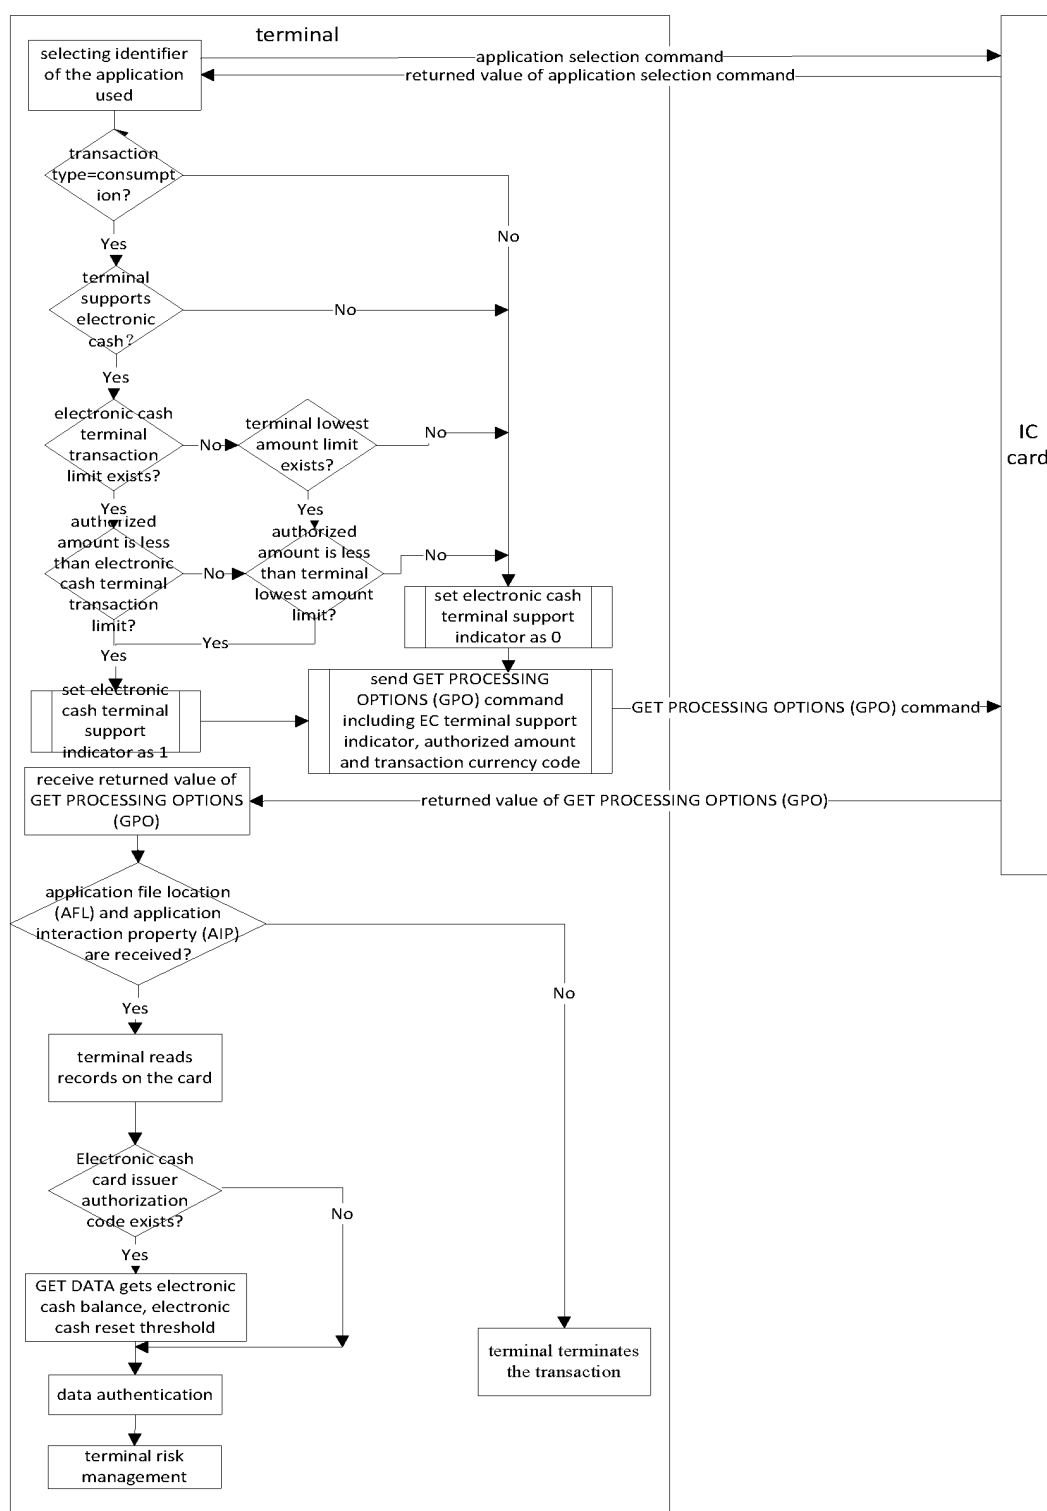 terminal
selecting identifier
of the application
used
application selection command
returned value of application selection command
transaction
type=consumpt
ion?
No
Yes
terminal
supports
electronic
cash?
No
Yes
electronic cash
terminal
transaction
limit exists?
No
terminal lowest
amount limit
exists?
No
IC
card
Yes
Yes
authorized
amount is less
than electronic
cash terminal
transaction
limit?
No
authorized
amount is less
than terminal
lowest amount
limit?
No
set electronic cash
terminal support
indicator as 0
Yes
Yes
set electronic
cash terminal
support
indicator as 1
send GET PROCESSING
OPTIONS (GPO) command
including EC terminal support
indicator, authorized amount
and transaction currency code
GET PROCESSING OPTIONS (GPO) command
receive returned value of
GET PROCESSING OPTIONS
(GPO)
returned value of GET PROCESSING OPTIONS (GPO)
application file location
(AFL) and application
interaction property (AIP)
are received?
No
Yes
terminal reads
records on the card
Electronic cash
card issuer
authorization
code exists?
No
Yes
GET DATA gets electronic
cash balance, electronic
cash reset threshold
terminal terminates
the transaction
data authentication
terminal risk
management